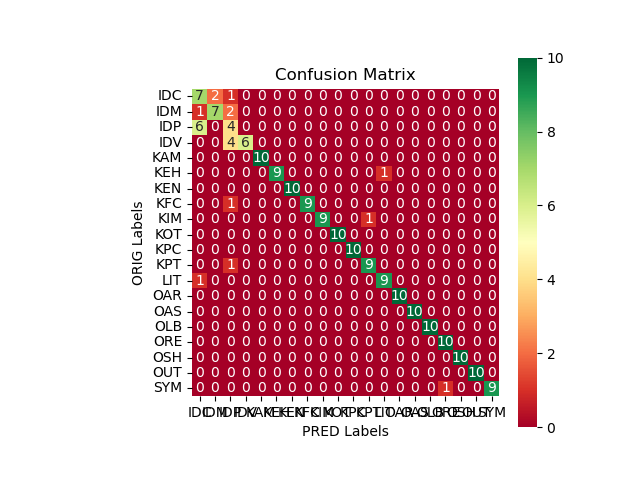 Confusion Matrix
IDC 7 2 1 0 0 0 0 0 0 0 0 0 0 0 0 0 0 0 0 0
IDM 1 7 2 0 0 0 0 0 0 0 0 0 0 0 0 0 0 0 0 0
IDP 6 0 4 0 0 0 0 0 0 0 0 0 0 0 0 0 0 0 0 0
IDV 0 0 4 6 0 0 0 0 0 0 0 0 0 0 0 0 0 0 0 0
KAM 0 0 0 0 10 0 0 0 0 0 0 0 0 0 0 0 0 0 0 0
KEH 0 0 0 0 0 9 0 0 0 0 0 0 1 0 0 0 0 0 0 0
KEN 0 0 0 0 0 0 10 0 0 0 0 0 0 0 0 0 0 0 0 0
KFC 0 0 1 0 0 0 0 9 0 0 0 0 0 0 0 0 0 0 0 0
KIM 0 0 0 0 0 0 0 0 9 0 0 1 0 0 0 0 0 0 0 0
KOT 0 0 0 0 0 0 0 0 0 10 0 0 0 0 0 0 0 0 0 0
KPC 0 0 0 0 0 0 0 0 0 0 10 0 0 0 0 0 0 0 0 0
KPT 0 0 1 0 0 0 0 0 0 0 0 9 0 0 0 0 0 0 0 0
LIT 1 0 0 0 0 0 0 0 0 0 0 0 9 0 0 0 0 0 0 0
OAR 0 0 0 0 0 0 0 0 0 0 0 0 0 10 0 0 0 0 0 0
OAS 0 0 0 0 0 0 0 0 0 0 0 0 0 0 10 0 0 0 0 0
OLB 0 0 0 0 0 0 0 0 0 0 0 0 0 0 0 10 0 0 0 0
ORE 0 0 0 0 0 0 0 0 0 0 0 0 0 0 0 0 10 0 0 0
OSH 0 0 0 0 0 0 0 0 0 0 0 0 0 0 0 0 0 10 0 0
OUT 0 0 0 0 0 0 0 0 0 0 0 0 0 0 0 0 0 0 10 0
SYM 0 0 0 0 0 0 0 0 0 0 0 0 0 0 0 0 1 0 0 9
IDC IDM IDP IDV KAM KEH KEN KFC KIM KOT KPC KPT LIT OAR OAS OLB ORE OSH OUT SYM
PRED Labels
ORIG Labels
10
8
6
4
2
0